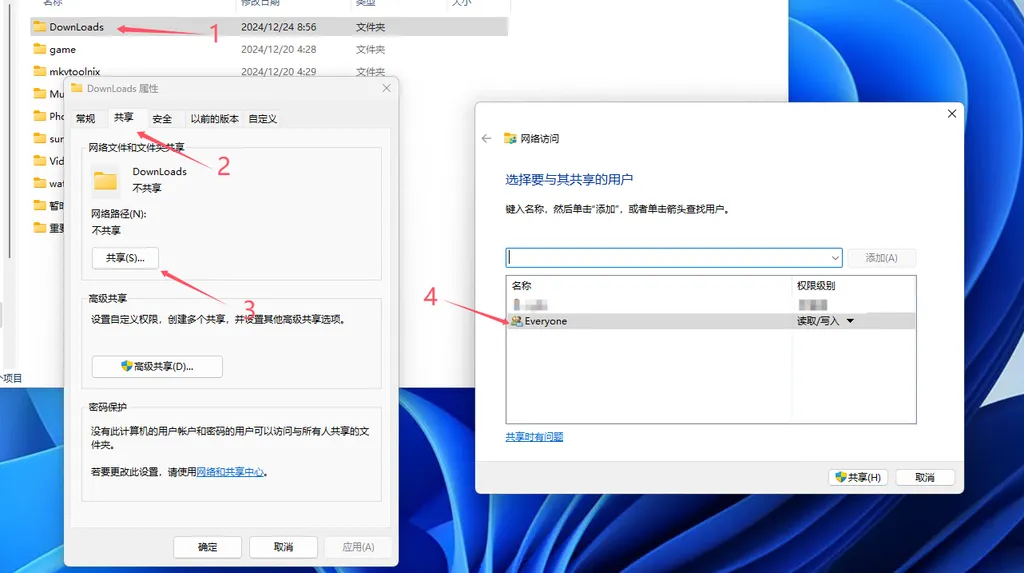 名称 修改日期 类型 大小
DownLoads 2024/12/24 8:56 文件夹
1
game 2024/12/20 4:28 文件夹
mkvtoolnix 2024/12/20 4:29 文件夹
Mu
Pho
sur
Vid
wat
暂时
重要
个项目
DownLoads 属性
常规 共享 安全 以前的版本 自定义
2
网络文件和文件夹共享
DownLoads
不共享
网络路径(N):
不共享
共享(S)...
3
高级共享
设置自定义权限，创建多个共享，并设置其他高级共享选项。
高级共享(D)...
密码保护
没有此计算机的用户帐户和密码的用户可以访问与所有人共享的文
件夹。
若要更改此设置，请使用网络和共享中心。
确定 取消 应用(A)
网络访问
选择要与其共享的用户
键入名称，然后单击"添加"，或者单击箭头查找用户。
添加(A)
名称 权限级别
4
Everyone 读取/写入
共享时有问题
共享(H) 取消